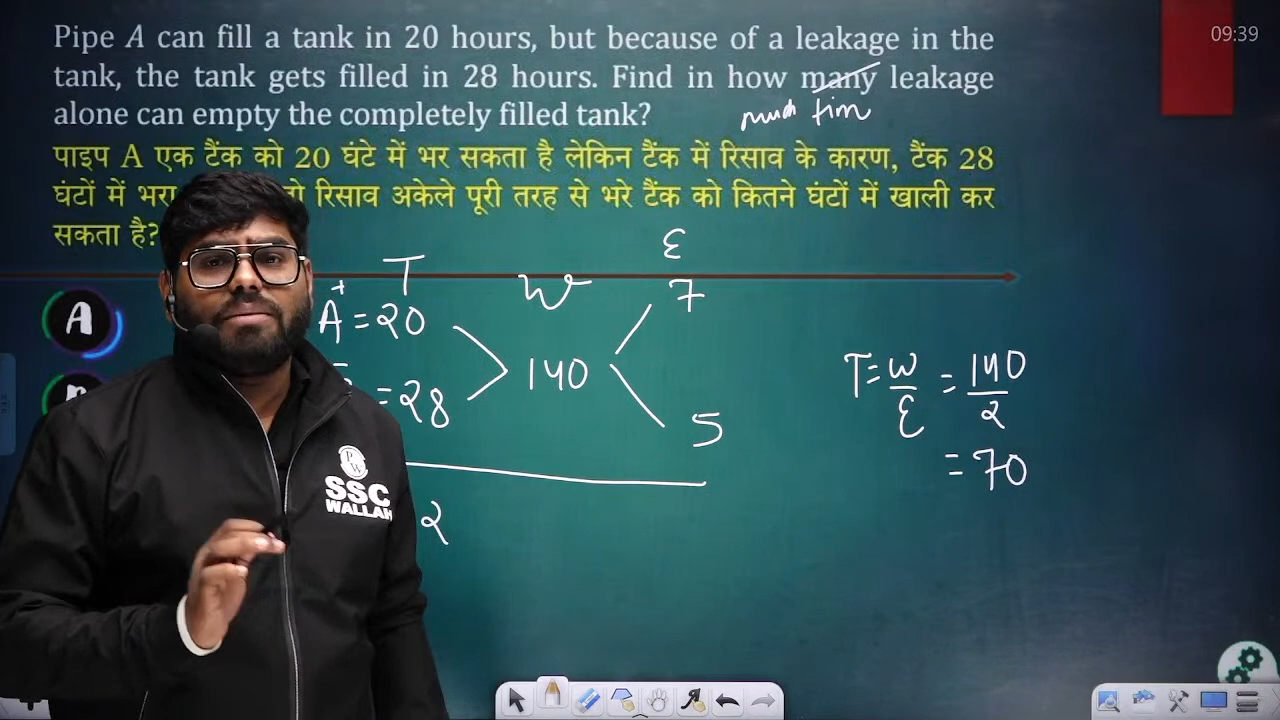 Pipe A can fill a tank in 20 hours, but because of a leakage in the
09:39
tank, the tank gets filled in 28 hours. Find in how many leakage
alone can empty the completely filled tank?
much tim
पाइप A एक टैंक को 20 घंटे में भर सकता है लेकिन टैंक में रिसाव के कारण, टैंक 28
घंटों में भरा रिसाव अकेले पूरी तरह से भरे टैंक को कितने घंटों में खाली कर
सकता है?
T W E
A
+
A = 20
140
7
-
= 28
5
2
T = W/E = 140/2
= 70
PW
SSC
WALLAH